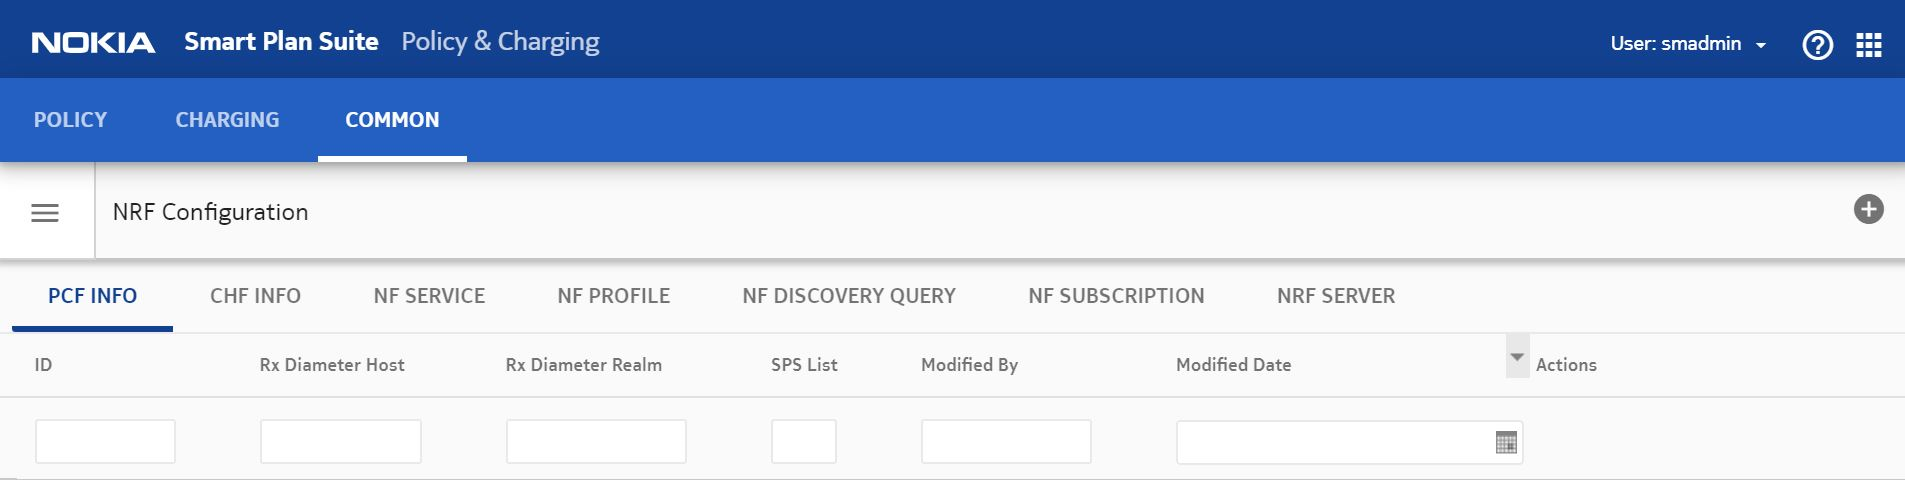 NOKIA Smart Plan Suite Policy & Charging User: smadmin
POLICY CHARGING COMMON
NRF Configuration
PCF INFO CHF INFO NF SERVICE NF PROFILE NF DISCOVERY QUERY NF SUBSCRIPTION NRF SERVER
ID Rx Diameter Host Rx Diameter Realm SPS List Modified By Modified Date Actions